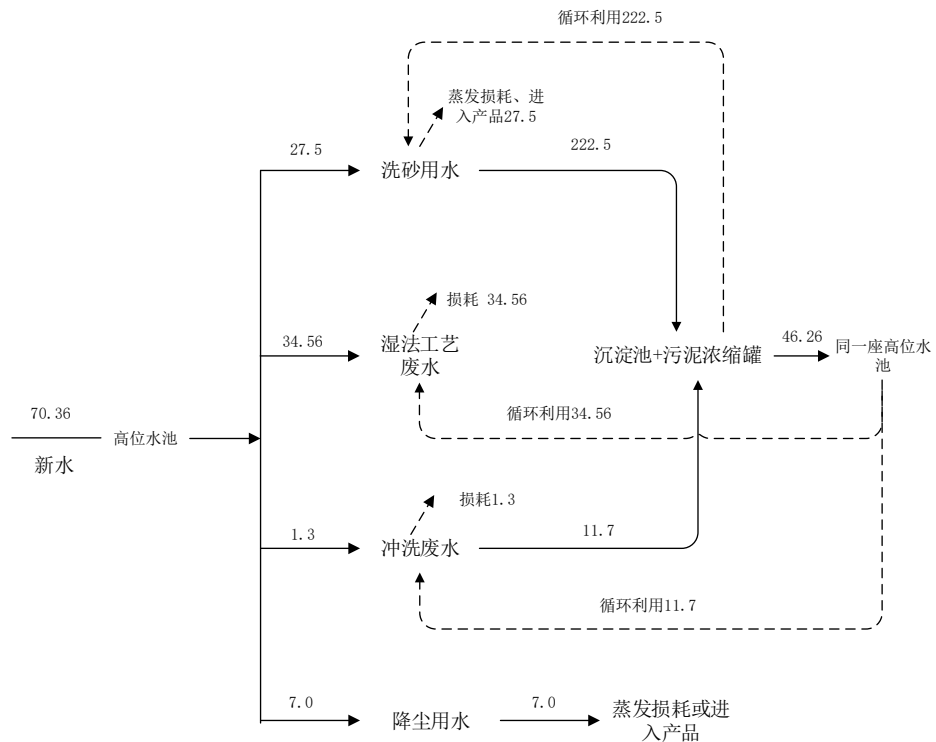 循环利用222.5
蒸发损耗、进
入产品27.5
27.5
洗砂用水
222.5
损耗 34.56
34.56
湿法工艺
废水
沉淀池+污泥浓缩罐
46.26
同一座高位水
池
循环利用34.56
70.36
高位水池
新水
损耗1.3
1.3
冲洗废水
11.7
循环利用11.7
7.0
降尘用水
7.0
蒸发损耗或进
入产品